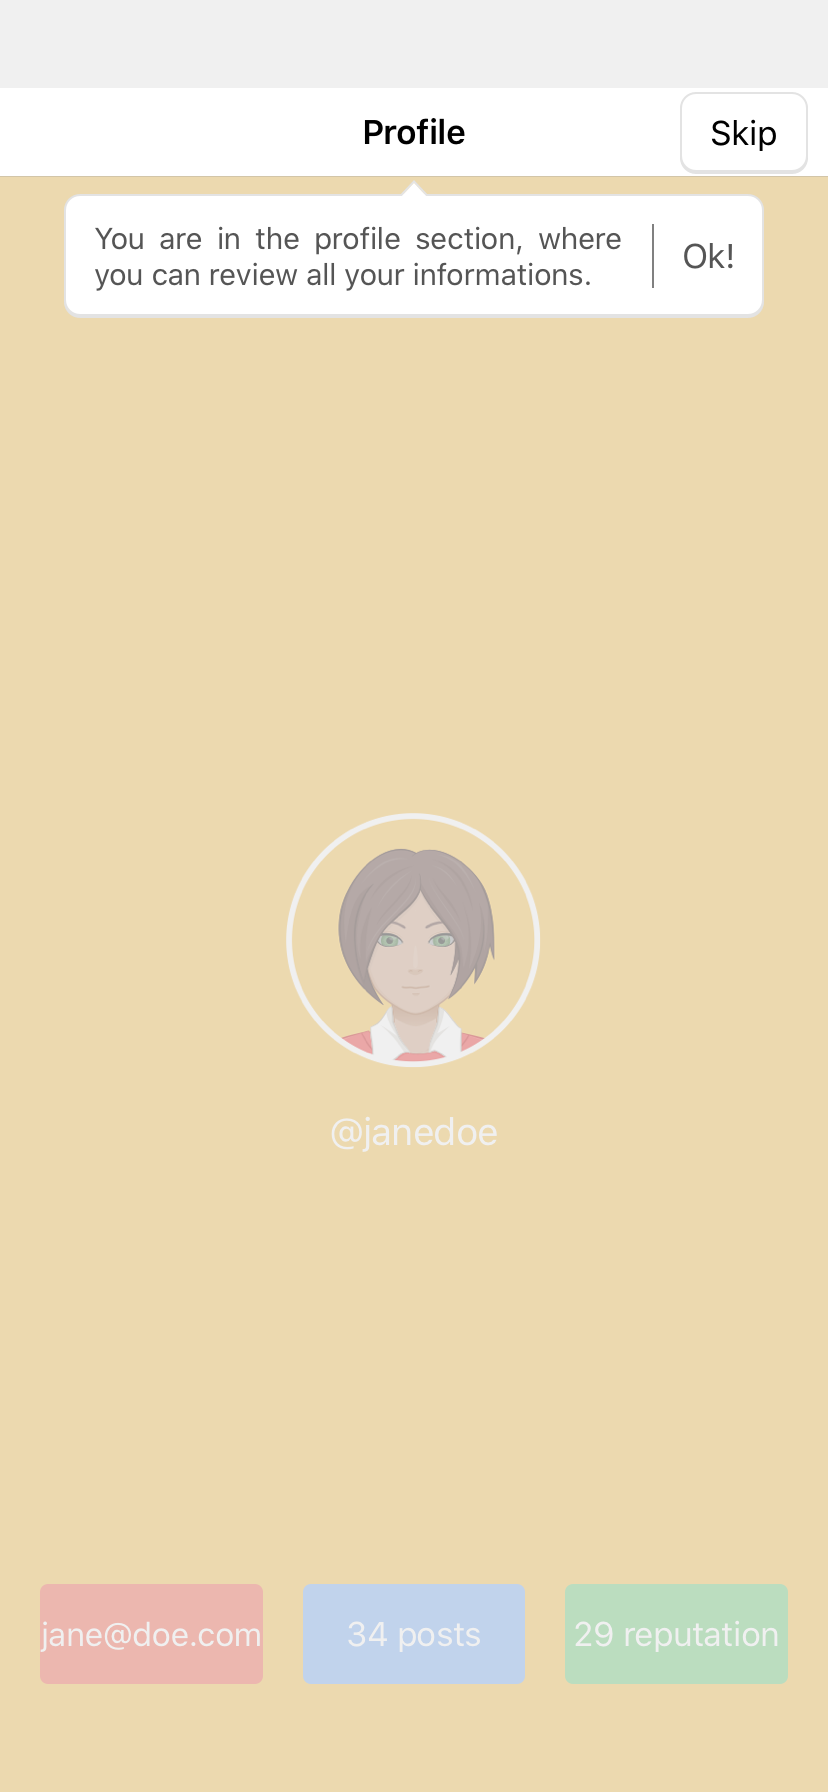 Profile
Skip
You are in the profile section, where
you can review all your informations.
Ok!
@janedoe
jane@doe.com
34 posts
29 reputation